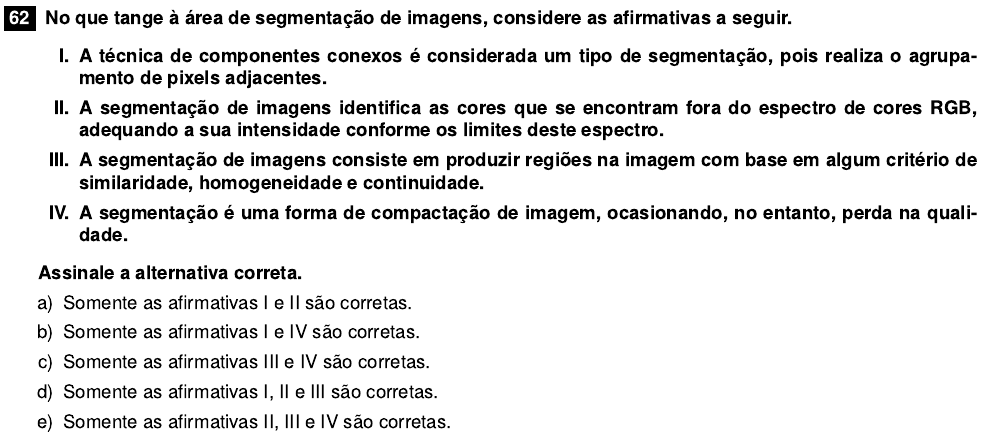 62 No que tange à área de segmentação de imagens, considere as afirmativas a seguir.
I. A técnica de componentes conexos é considerada um tipo de segmentação, pois realiza o agrupa-
mento de pixels adjacentes.
II. A segmentação de imagens identifica as cores que se encontram fora do espectro de cores RGB,
adequando a sua intensidade conforme os limites deste espectro.
III. A segmentação de imagens consiste em produzir regiões na imagem com base em algum critério de
similaridade, homogeneidade e continuidade.
IV. A segmentação é uma forma de compactação de imagem, ocasionando, no entanto, perda na quali-
dade.
Assinale a alternativa correta.
a) Somente as afirmativas I e II são corretas.
b) Somente as afirmativas I e IV são corretas.
c) Somente as afirmativas III e IV são corretas.
d) Somente as afirmativas I, II e III são corretas.
e) Somente as afirmativas II, III e IV são corretas.